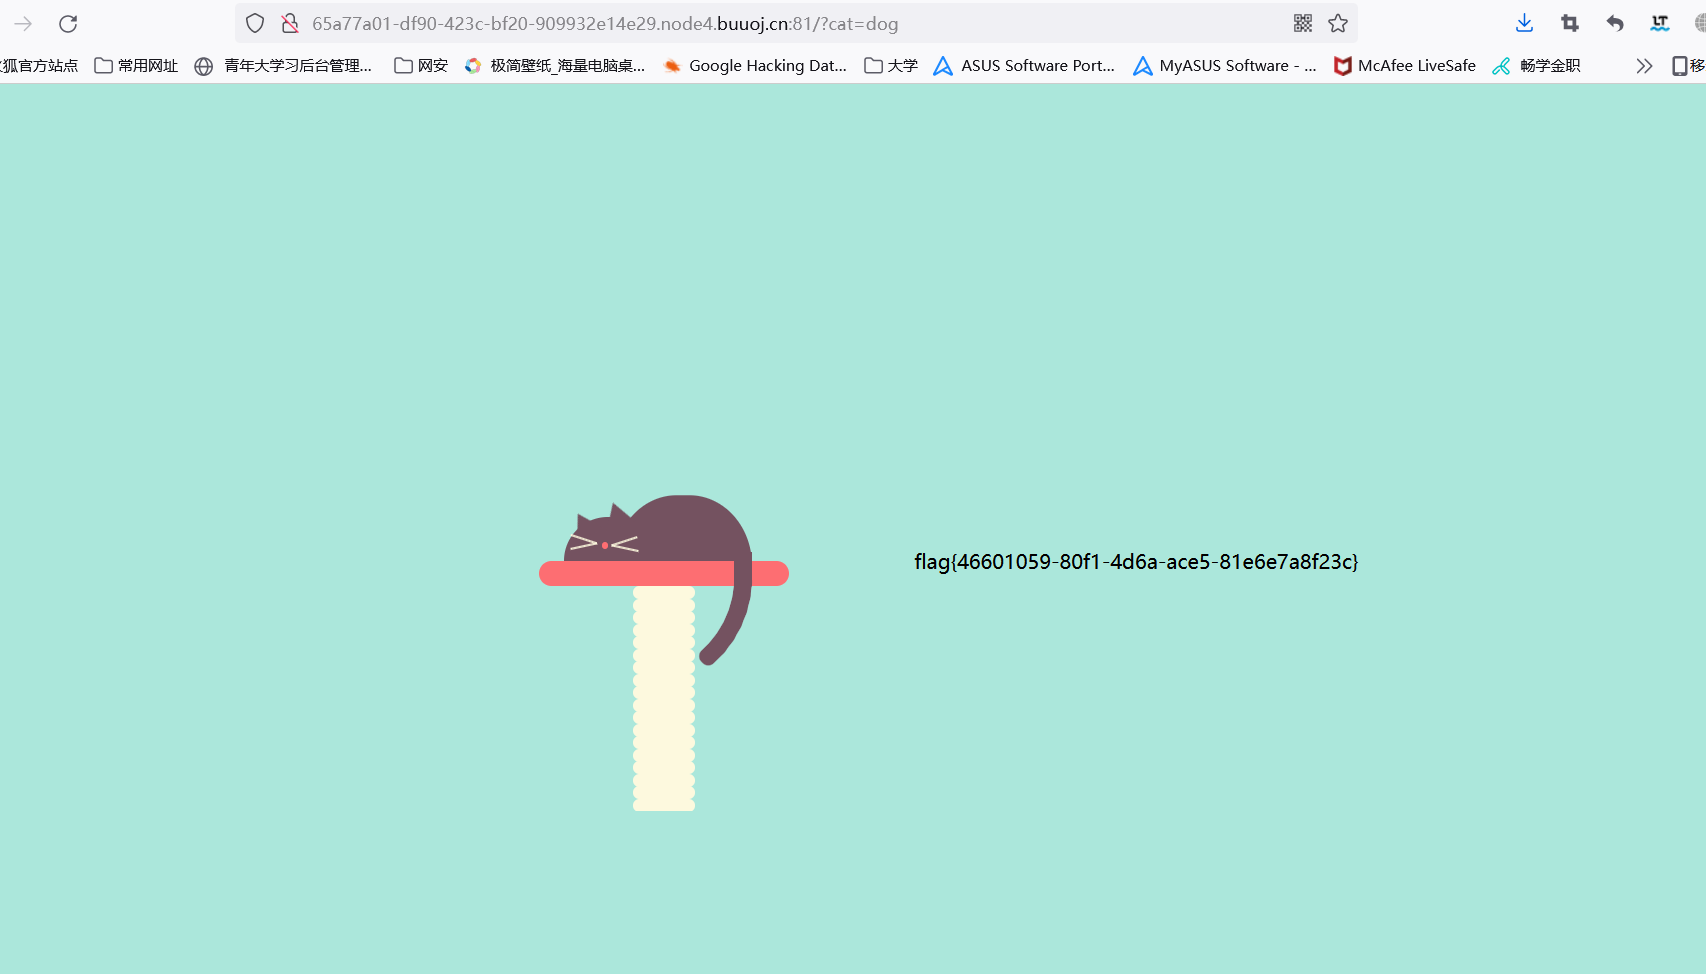 65a77a01-df90-423c-bf20-909932e14e29.node4.buuoj.cn:81/?cat=dog
狐官方站点 常用网址 青年大学习后台管理... 网安 极简壁纸_海量电脑桌... Google Hacking Dat... 大学 ASUS Software Port... MyASUS Software - ... McAfee LiveSafe 畅学金职
flag{46601059-80f1-4d6a-ace5-81e6e7a8f23c}